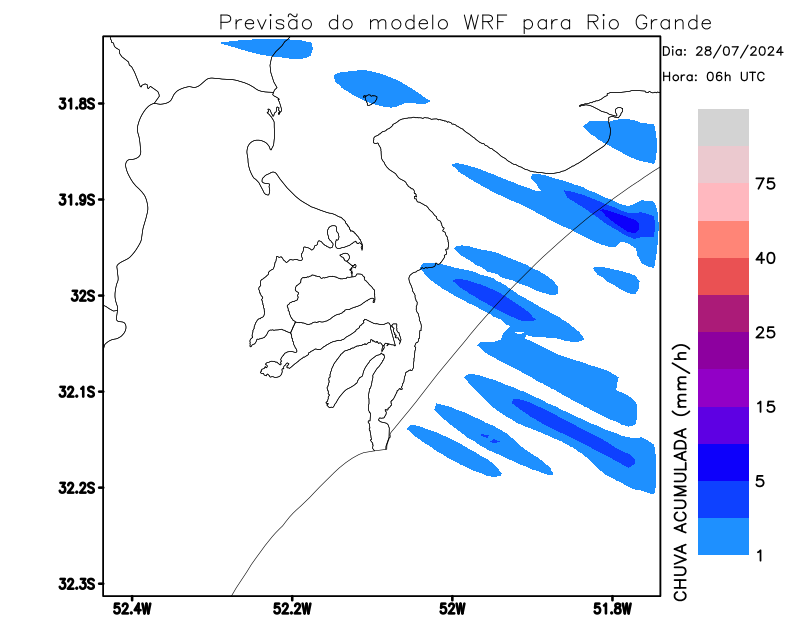 Previsão do modelo WRF para Rio Grande
Dia: 28/07/2024
Hora: 06h UTC
31.8S
31.9S
32S
32.1S
32.2S
32.3S
52.4W
52.2W
52W
51.8W
75
40
25
15
5
1
CHUVA ACUMULADA (mm/h)